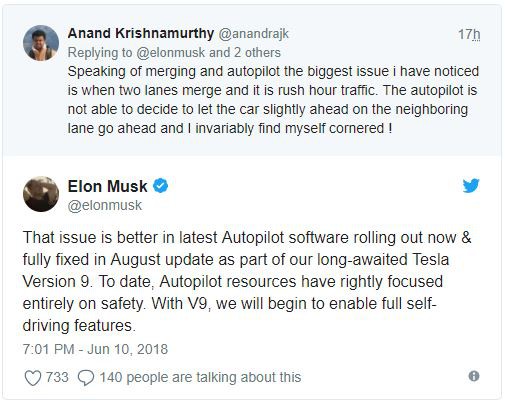 Anand Krishnamurthy @anandrajk 17h
Replying to @elonmusk and 2 others
Speaking of merging and autopilot the biggest issue i have noticed
is when two lanes merge and it is rush hour traffic. The autopilot is
not able to decide to let the car slightly ahead on the neighboring
lane go ahead and I invariably find myself cornered !
Elon Musk
@elonmusk
That issue is better in latest Autopilot software rolling out now &
fully fixed in August update as part of our long-awaited Tesla
Version 9. To date, Autopilot resources have rightly focused
entirely on safety. With V9, we will begin to enable full self-
driving features.
7:01 PM - Jun 10, 2018
733 140 people are talking about this